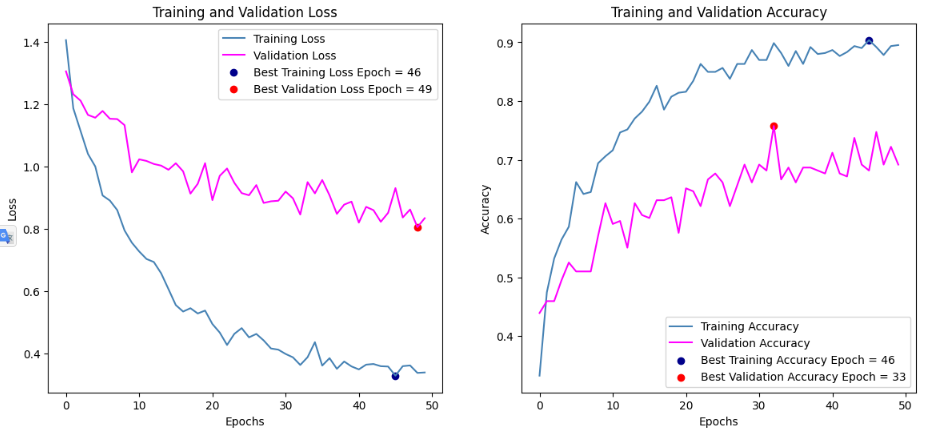 Training and Validation Loss
1.4
1.2
1.0
0.8
0.6
0.4
Loss
0
10
20
30
40
50
Epochs
Training Loss
Validation Loss
Best Training Loss Epoch = 46
Best Validation Loss Epoch = 49
G
Training and Validation Accuracy
0.9
0.8
0.7
0.6
0.5
0.4
Accuracy
0
10
20
30
40
50
Epochs
Training Accuracy
Validation Accuracy
Best Training Accuracy Epoch = 46
Best Validation Accuracy Epoch = 33